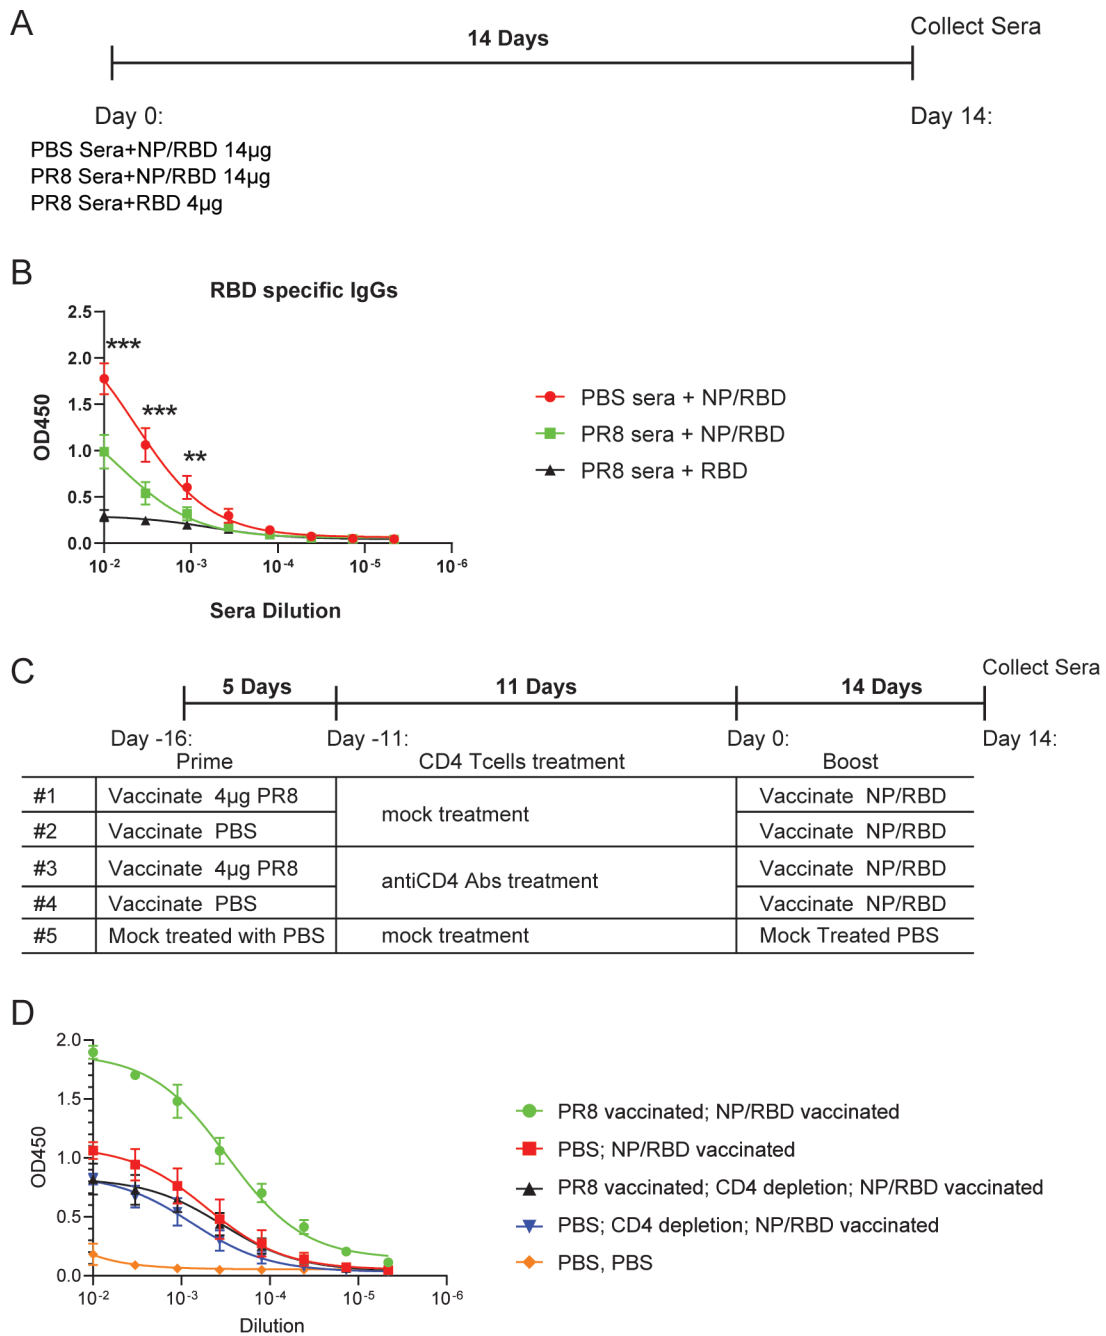 A
14 Days
Collect Sera
Day 0:
Day 14:
PBS Sera+NP/RBD 14µg
PR8 Sera+NP/RBD 14µg
PR8 Sera+RBD 4µg
B
RBD specific IgGs
OD450
2.5
2.0
1.5
1.0
0.5
0.0
***
***
**
10-2
10-3
10-4
10-5
10-6
Sera Dilution
PBS sera + NP/RBD
PR8 sera + NP/RBD
PR8 sera + RBD
C
5 Days
11 Days
14 Days
Collect Sera
Day -16:
Day -11:
Day 0:
Day 14:
Prime
CD4 Tcells treatment
Boost
#1 Vaccinate 4µg PR8 Vaccinate NP/RBD
mock treatment
#2 Vaccinate PBS Vaccinate NP/RBD
#3 Vaccinate 4µg PR8 Vaccinate NP/RBD
antiCD4 Abs treatment
#4 Vaccinate PBS Vaccinate NP/RBD
#5 Mock treated with PBS mock treatment Mock Treated PBS
D
OD450
2.0
1.5
1.0
0.5
0.0
10-2
10-3
10-4
10-5
10-6
Dilution
PR8 vaccinated; NP/RBD vaccinated
PBS; NP/RBD vaccinated
PR8 vaccinated; CD4 depletion; NP/RBD vaccinated
PBS; CD4 depletion; NP/RBD vaccinated
PBS, PBS